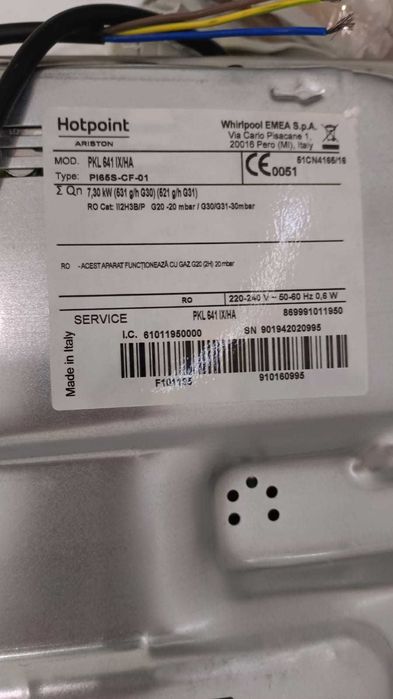 Hotpoint
ARISTON
Whirlpool EMEA S.p.A.
Via Carlo Pisacane 1,
20016 Pero (MI), Italy
MOD. PKL 641 IX/HA
Type: PI65S-CF-01
CE 0051
51CN4166/16
Σ Qn 7,30 kW (531 g/h G30) (521 g/h G31)
RO Cat: II2H3B/P G20 -20 mbar / G30/G31-30mbar
RO -ACEST APARAT FUNCȚIONEAZĂ CU GAZ G20 (2H) 20 mbar
RO 220-240 V ~ 50-60 Hz 0,6 W
SERVICE PKL 641 IX/HA 869991011950
I.C. 61011950000 SN 901942020995
F101195 910160995
Made in Italy